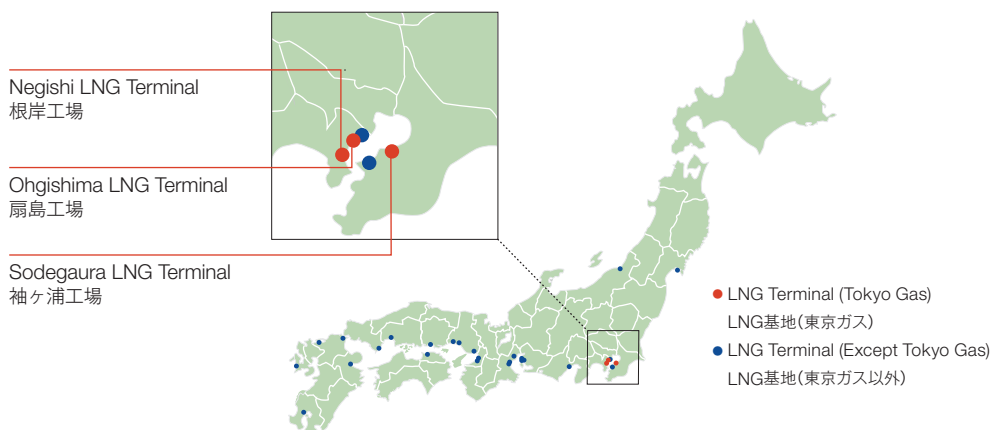 Negishi LNG Terminal
根岸工場
Ohgishima LNG Terminal
扇島工場
Sodegaura LNG Terminal
袖ヶ浦工場
LNG Terminal (Tokyo Gas)
LNG基地(東京ガス)
LNG Terminal (Except Tokyo Gas)
LNG基地(東京ガス以外)